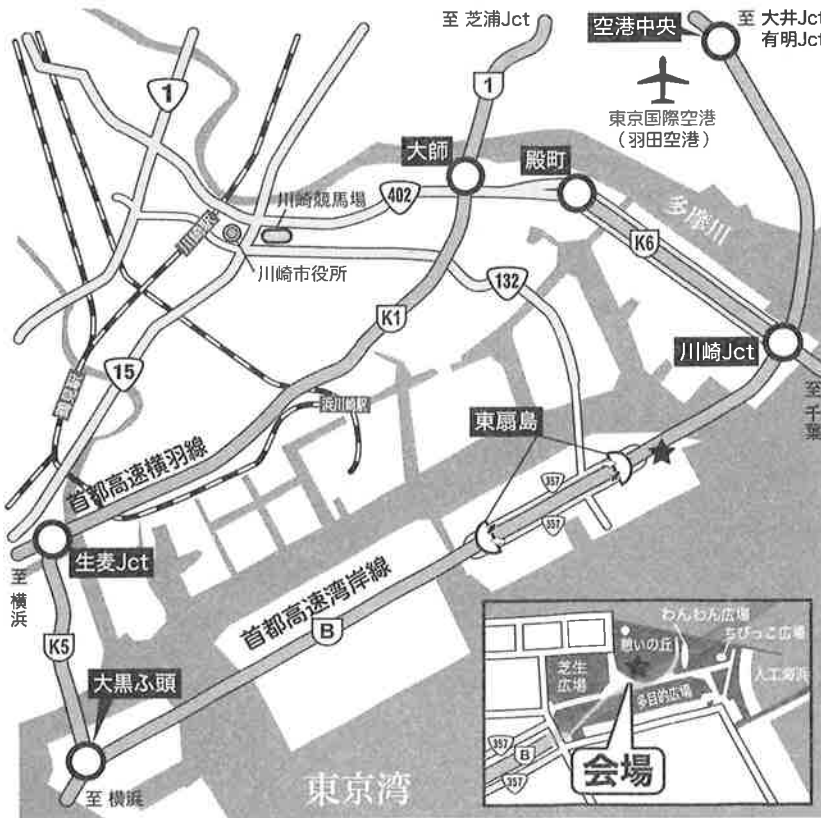 至 芝浦Jct
空港中央
至 大井Jct
有明Jct
1
1
東京国際空港
(羽田空港)
大師
殿町
川崎競馬場
402
多摩川
K6
川崎市役所
132
K1
川崎Jct
15
浜川崎駅
至 千葉
東扇島
首都高速横羽線
357
357
生麦Jct
至 横浜
首都高速湾岸線
B
K5
大黒ふ頭
至 横浜
東京湾
わんわん広場
ちびっこ広場
憩いの丘
芝生
広場
人工海浜
多目的広場
357
B
357
会場